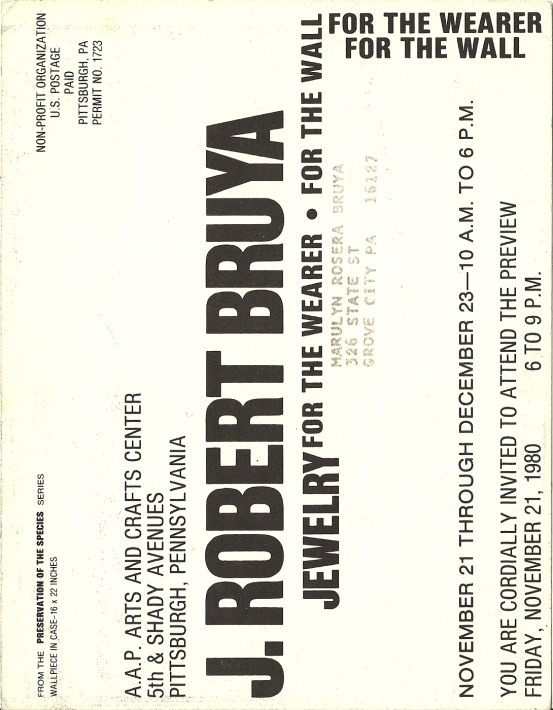 FROM THE PRESERVATION OF THE SPECIES SERIES
WALLPIECE IN CASE-16 x 22 INCHES
NON-PROFIT ORGANIZATION
U.S. POSTAGE
PAID
PITTSBURGH, PA
PERMIT NO. 1723
A.A.P. ARTS AND CRAFTS CENTER
5th & SHADY AVENUES
PITTSBURGH, PENNSYLVANIA
J. ROBERT BRUYA
JEWELRY FOR THE WEARER • FOR THE WALL
FOR THE WEARER
FOR THE WALL
MARULYN ROSERA BRUYA
326 STATE ST
GROVE CITY PA 16127
NOVEMBER 21 THROUGH DECEMBER 23—10 A.M. TO 6 P.M.
YOU ARE CORDIALLY INVITED TO ATTEND THE PREVIEW
FRIDAY, NOVEMBER 21, 1980 6 TO 9 P.M.